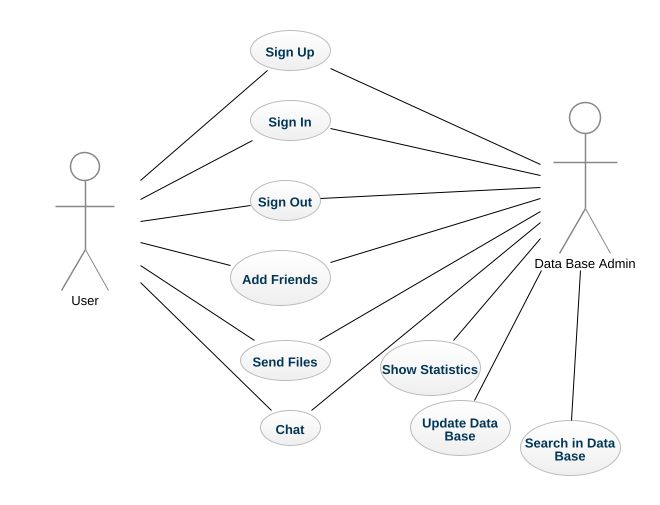 Sign Up
Sign In
Sign Out
Add Friends
Send Files
Chat
User
Data Base Admin
Show Statistics
Update Data
Base
Search in Data
Base